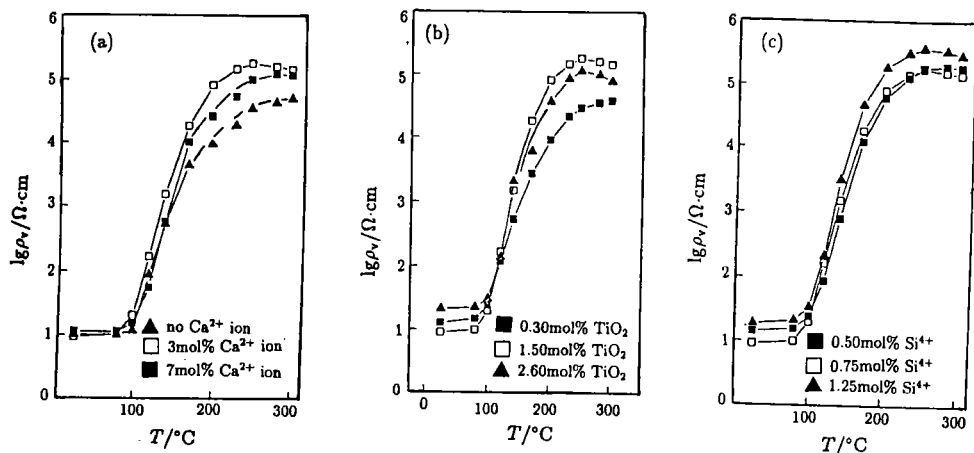 (a)
lgρv/Ω·cm
6
5
4
3
2
1
0
0 100 200 300
T/°C
no Ca²⁺ ion
3mol% Ca²⁺ ion
7mol% Ca²⁺ ion
(b)
lgρv/Ω·cm
6
5
4
3
2
1
0
0 100 200 300
T/°C
0.30mol% TiO₂
1.50mol% TiO₂
2.60mol% TiO₂
(c)
lgρv/Ω·cm
6
5
4
3
2
1
0
0 100 200 300
T/°C
0.50mol% Si⁴⁺
0.75mol% Si⁴⁺
1.25mol% Si⁴⁺